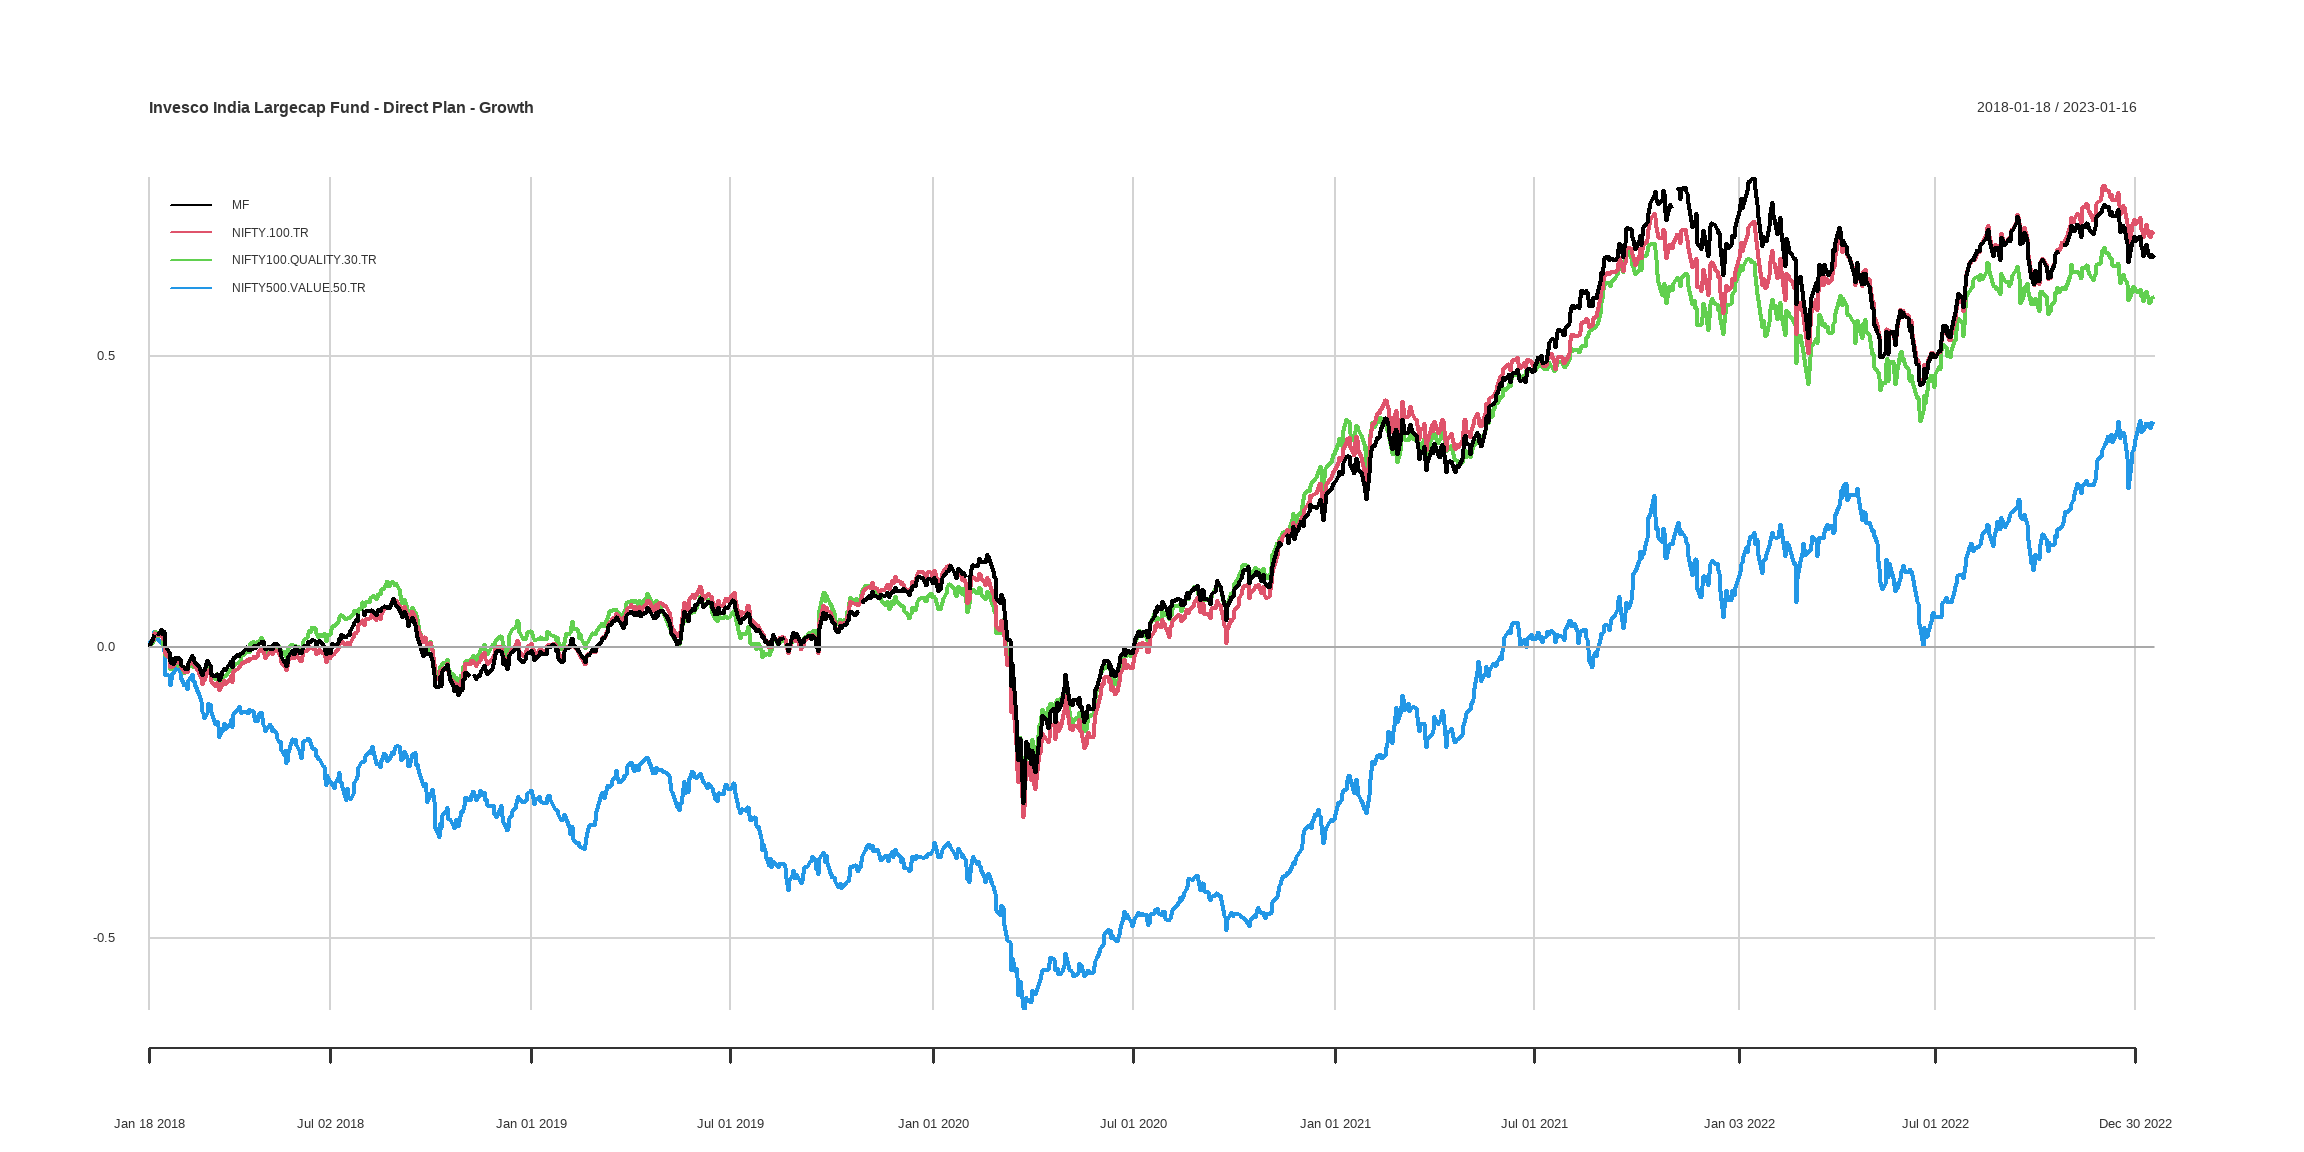 Invesco India Largecap Fund - Direct Plan - Growth
2018-01-18 / 2023-01-16
MF
NIFTY.100.TR
NIFTY100.QUALITY.30.TR
NIFTY500.VALUE.50.TR
0.5
0.0
-0.5
Jan 18 2018
Jul 02 2018
Jan 01 2019
Jul 01 2019
Jan 01 2020
Jul 01 2020
Jan 01 2021
Jul 01 2021
Jan 03 2022
Jul 01 2022
Dec 30 2022